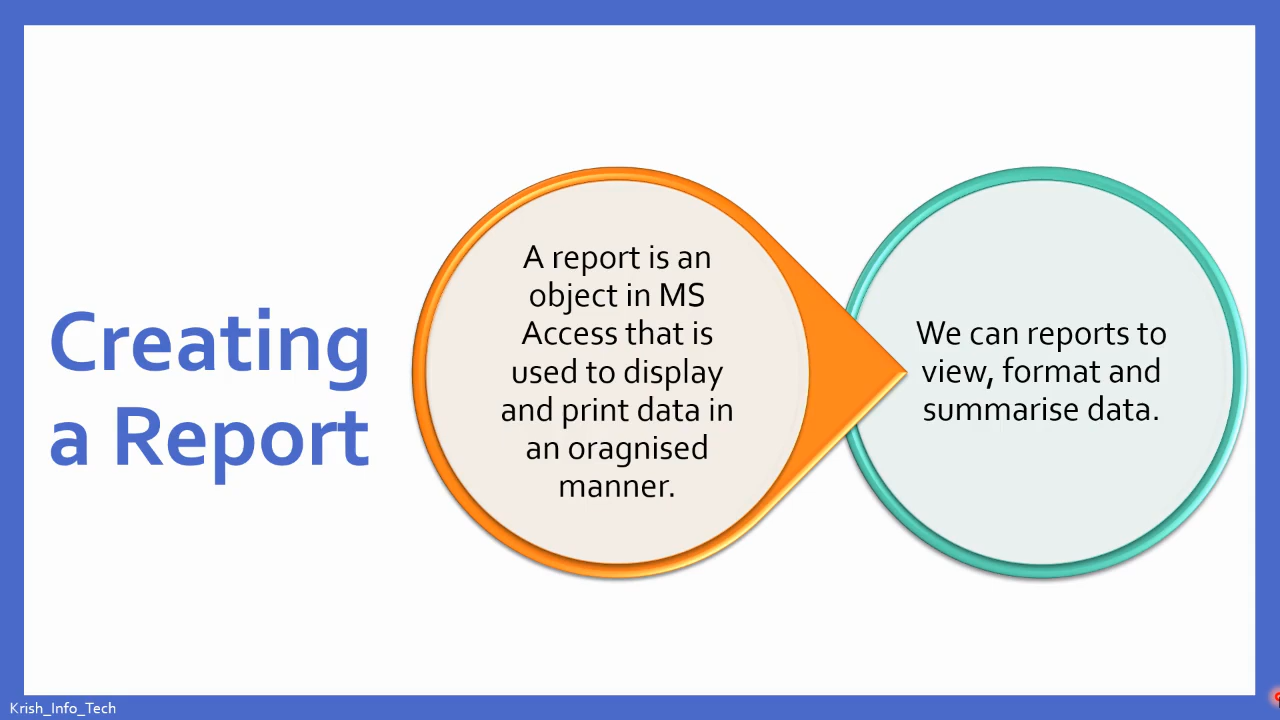 Creating
a Report
A report is an
object in MS
Access that is
used to display
and print data in
an oragnised
manner.
We can reports to
view, format and
summarise data.
Krish_Info_Tech